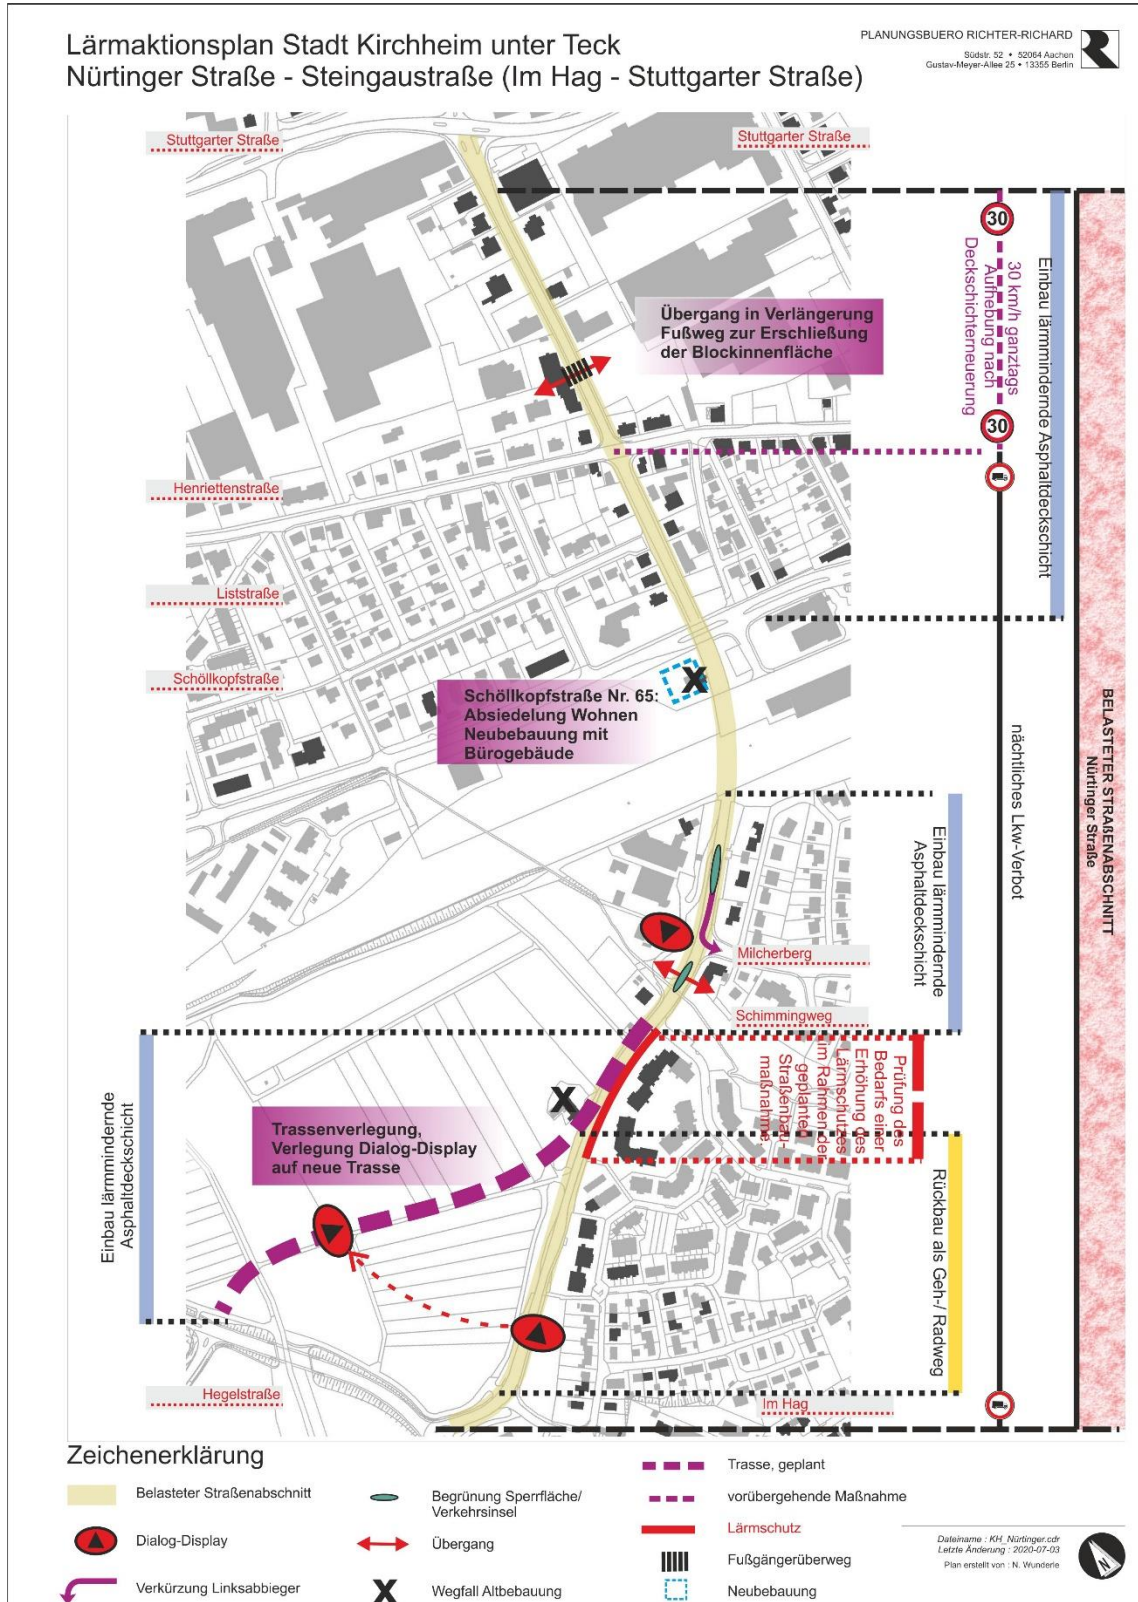 Lärmaktionsplan Stadt Kirchheim unter Teck
Nürtinger Straße - Steingaustraße (Im Hag - Stuttgarter Straße)
PLANUNGSBUERO RICHTER-RICHARD
Südstr. 52 • 52064 Aachen
Gustav-Meyer-Allee 25 • 13355 Berlin
Stuttgarter Straße
Stuttgarter Straße
30
30 km/h ganztags
Aufhebung nach
Deckschichterneuerung
30
Einbau lärmmindernde Asphaltdeckschicht
Übergang in Verlängerung
Fußweg zur Erschließung
der Blockinnenfläche
Henriettenstraße
Liststraße
Schöllkopfstraße
Schöllkopfstraße Nr. 65:
Absiedelung Wohnen
Neubebauung mit
Bürogebäude
nächtliches Lkw-Verbot
BELASTETER STRAßENABSCHNITT
Nürtinger Straße
Einbau lärmmindernde
Asphaltdeckschicht
Milcherberg
Schimmingweg
Prüfung des
Bedarfs einer
Erhöhung des
Lärmschutzes
im Rahmen der
geplanten
Straßenbau-
maßnahme.
Trassenverlegung,
Verlegung Dialog-Display
auf neue Trasse
Einbau lärmmindernde
Asphaltdeckschicht
Rückbau als Geh-/ Radweg
Hegelstraße
Im Hag
Zeichenerklärung
Belasteter Straßenabschnitt
Dialog-Display
Verkürzung Linksabbieger
Begrünung Sperrfläche/
Verkehrsinsel
Übergang
Wegfall Altbebauung
Trasse, geplant
vorübergehende Maßnahme
Lärmschutz
Fußgängerüberweg
Neubebauung
Dateiname : KH_Nürtinger.cdr
Letzte Änderung : 2020-07-03
Plan erstellt von : N. Wunderle
N